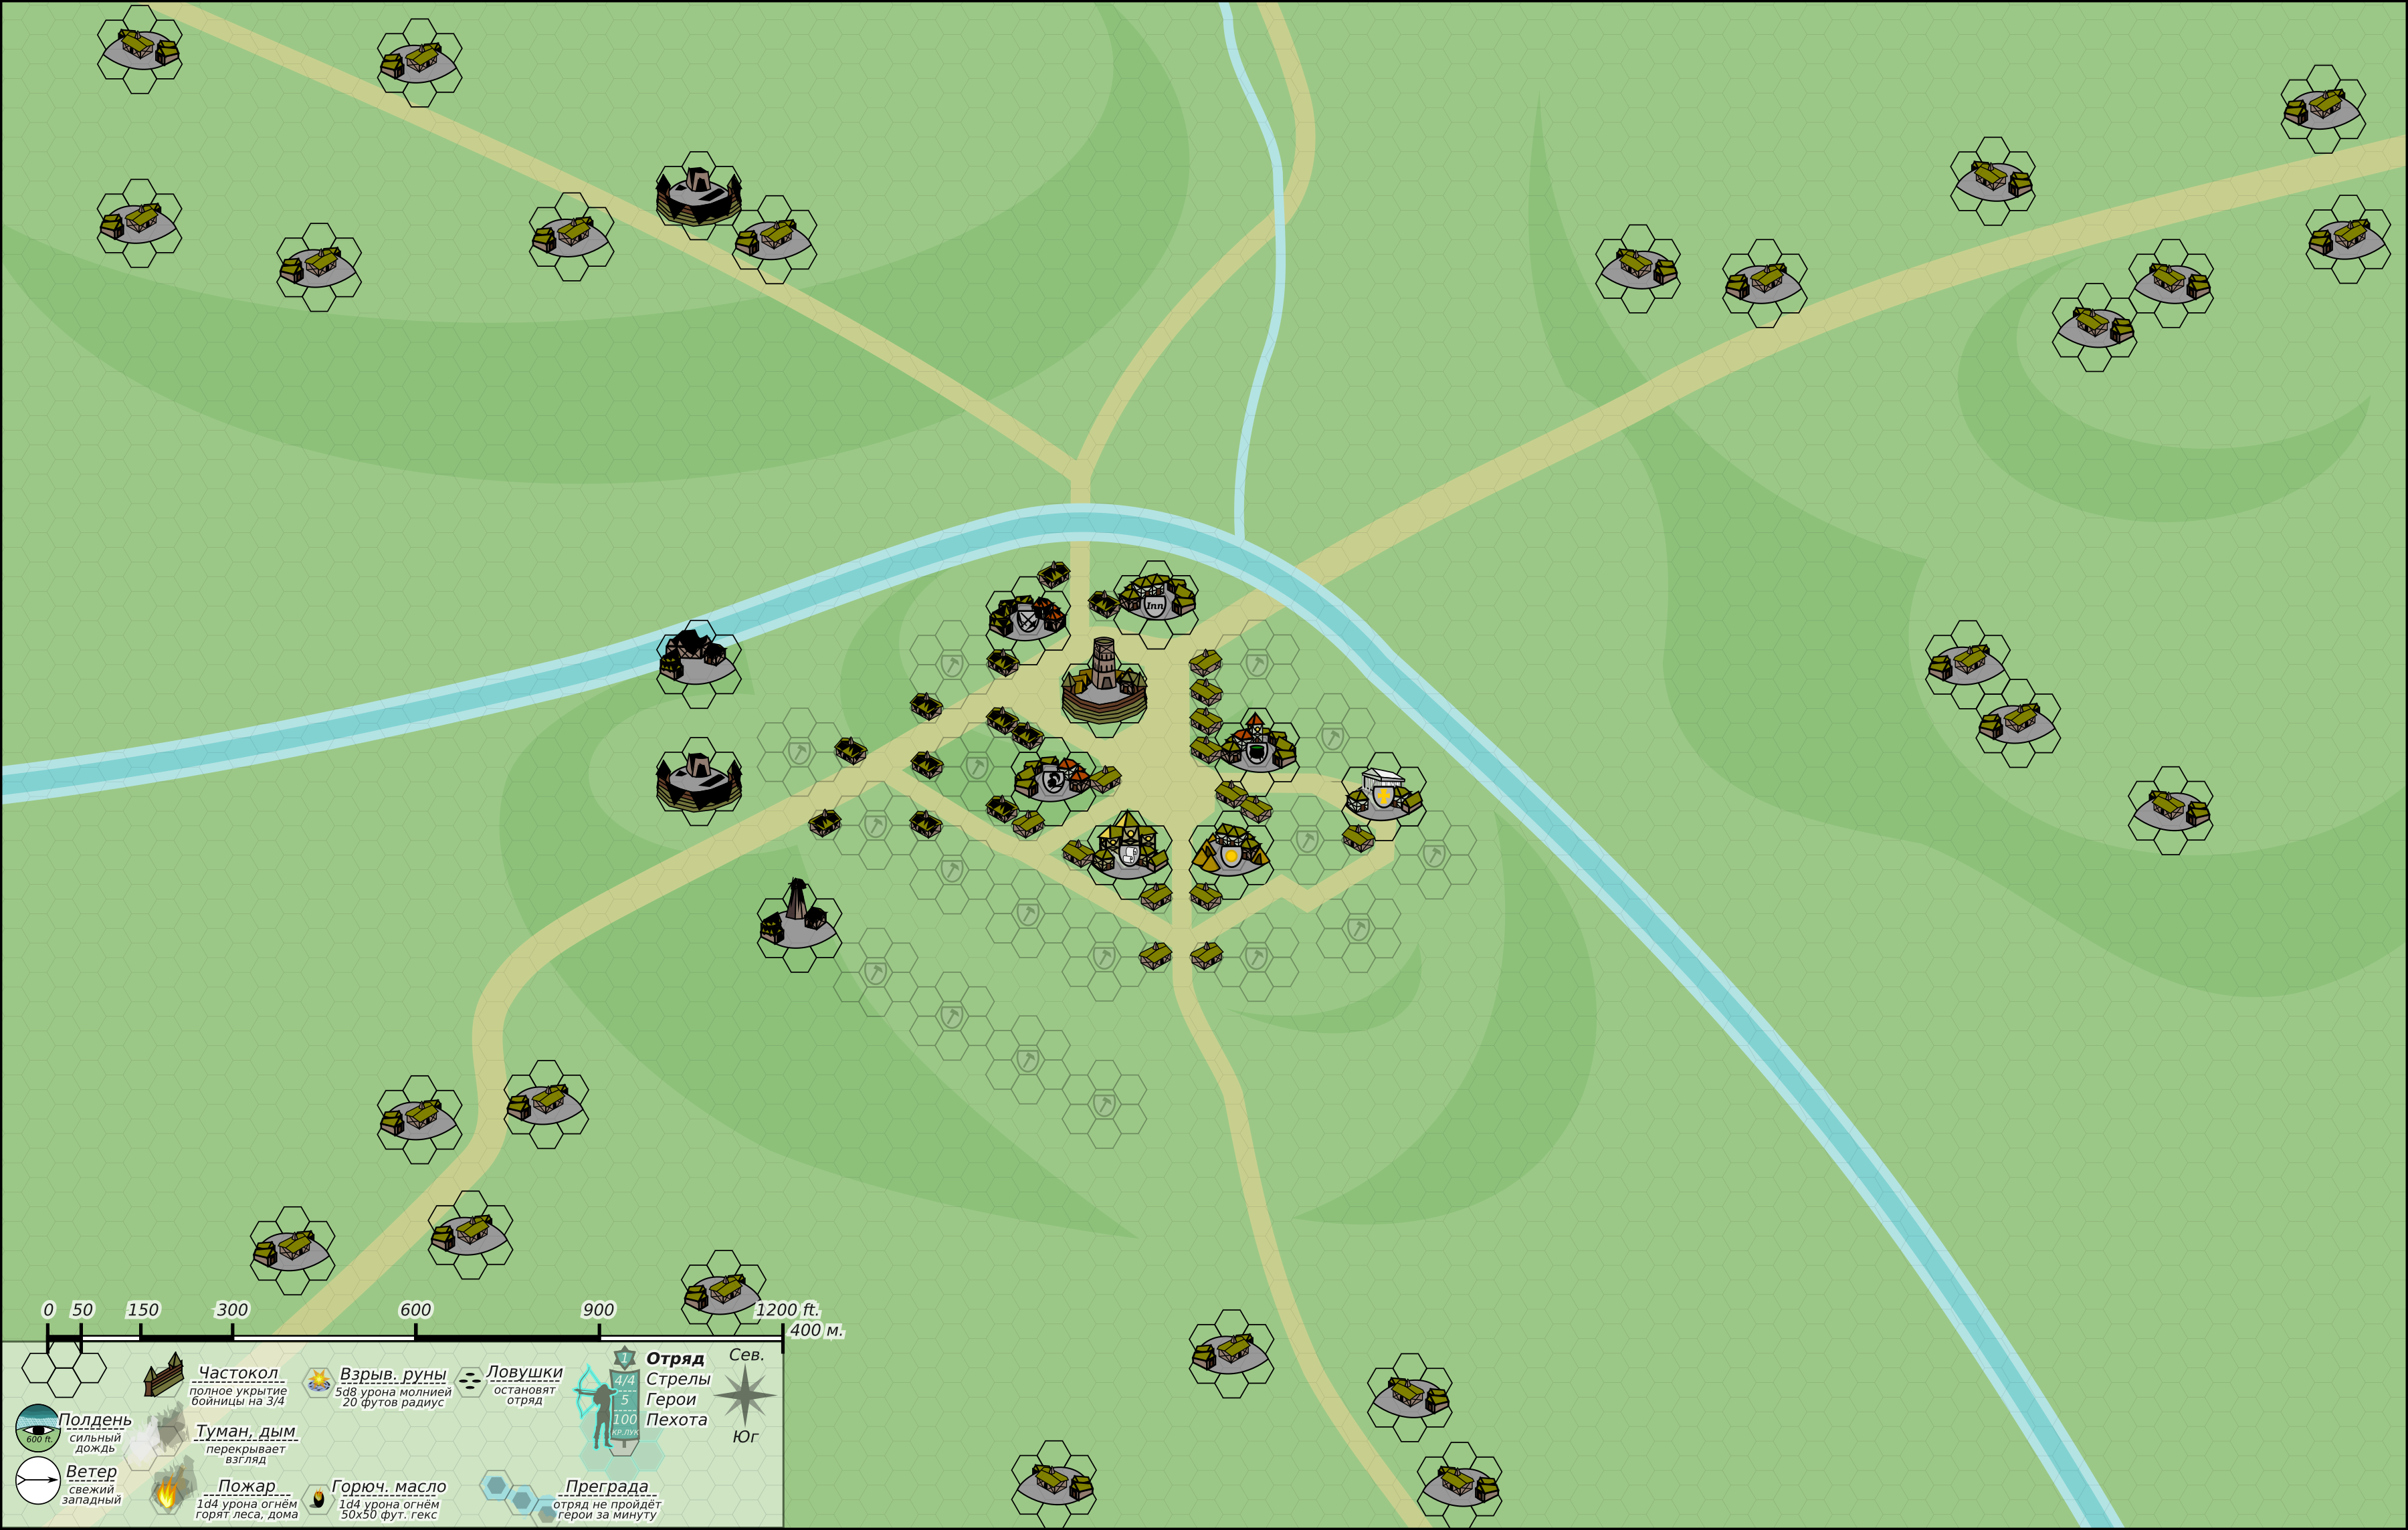 Inn
0 50 150 300 600 900 1200 ft.
400 м.
Частокол
полное укрытие
бойницы на 3/4
Взрыв. руны
5d8 урона молнией
20 футов радиус
Ловушки
остановят
отряд
1
4/4
5
100
КР.ЛУК
Отряд
Стрелы
Герои
Пехота
Сев.
Юг
600 ft.
Полдень
сильный
дождь
Туман, дым
перекрывает
взгляд
Ветер
свежий
западный
Пожар
1d4 урона огнём
горят леса, дома
Горюч. масло
1d4 урона огнём
50x50 фут. гекс
Преграда
отряд не пройдёт
герои за минуту